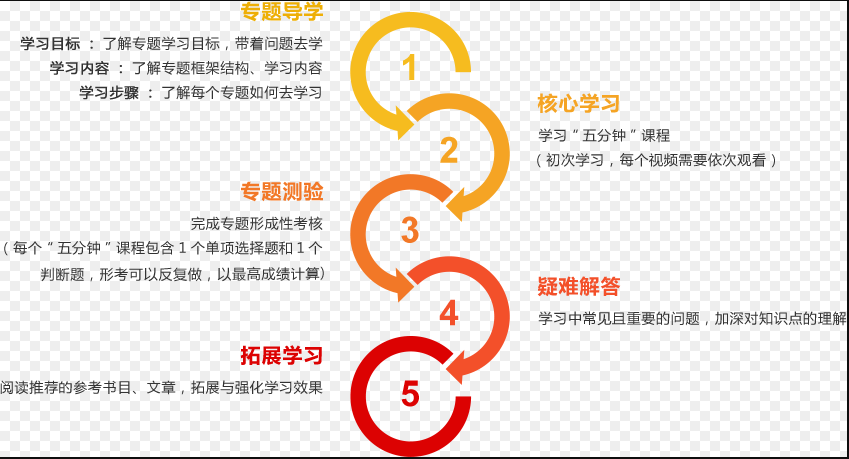 专题导学
学习目标 ： 了解专题学习目标，带着问题去学
学习内容 ： 了解专题框架结构、学习内容
学习步骤 ： 了解每个专题如何去学习
1
核心学习
学习“五分钟”课程
（初次学习，每个视频需要依次观看）
2
专题测验
完成专题形成性考核
（每个“五分钟”课程包含1个单项选择题和1个
判断题，形考可以反复做，以最高成绩计算）
3
疑难解答
学习中常见且重要的问题，加深对知识点的理解
4
拓展学习
阅读推荐的参考书目、文章，拓展与强化学习效果
5